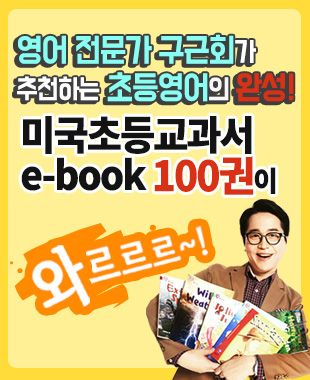 영어 전문가 구근회가
추천하는 초등영어의 완성!
미국초등교과서
e-book 100권이
와르르르~!